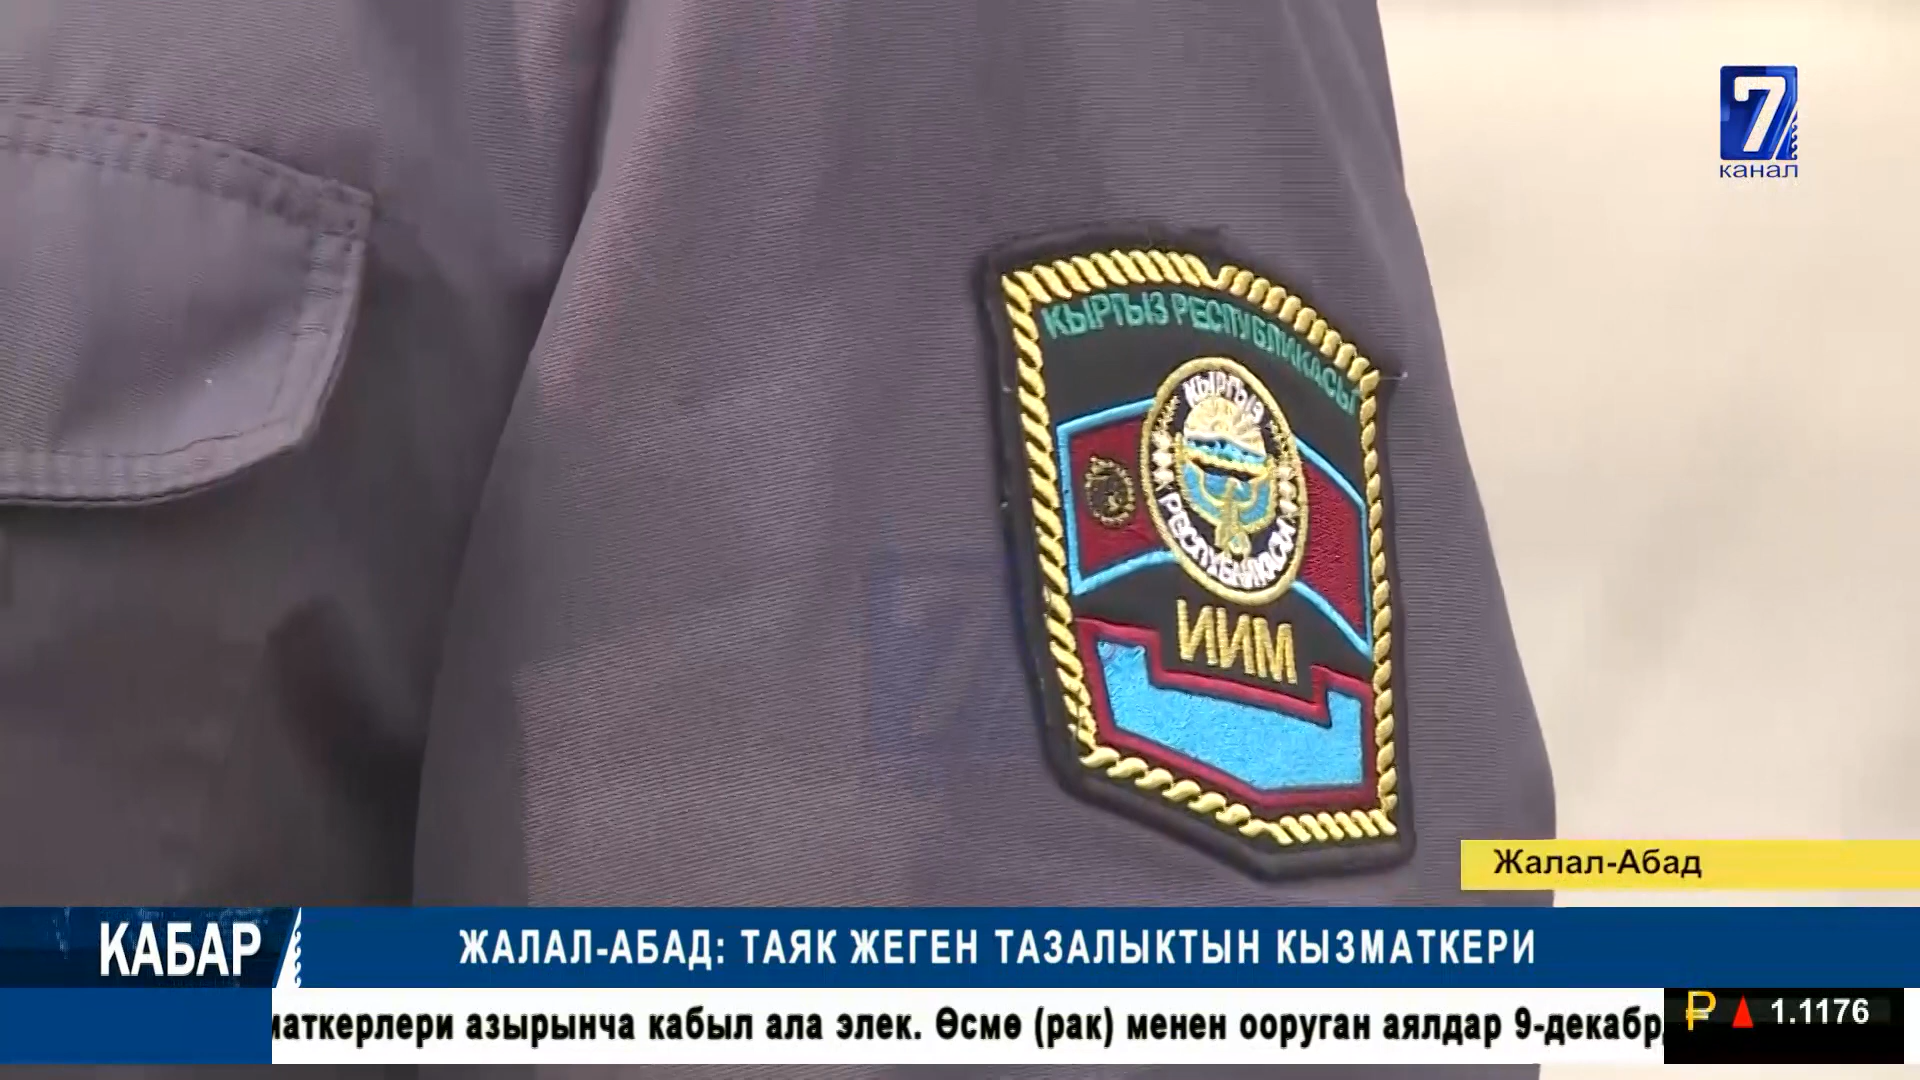 7
канал
КЫРГЫЗ РЕСПУБЛИКАСЫ
КЫРГЫЗ
РЕСПУБЛИКАСЫ
ИИМ
Жалал-Абад
КАБАР
ЖАЛАЛ-АБАД: ТАЯК ЖЕГЕН ТАЗАЛЫКТЫН КЫЗМАТКЕРИ
маткерлери азырынча кабыл ала элек. Өсмө (рак) менен ооруган аялдар 9-декабр
₽ ▲ 1.1176